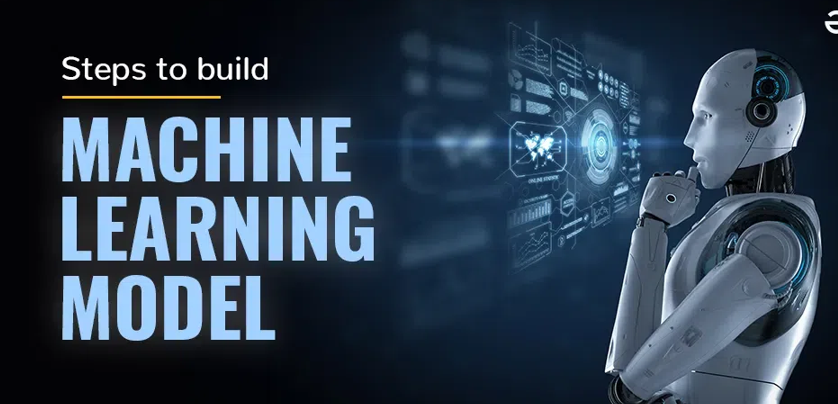 Steps to build
MACHINE
LEARNING
MODEL